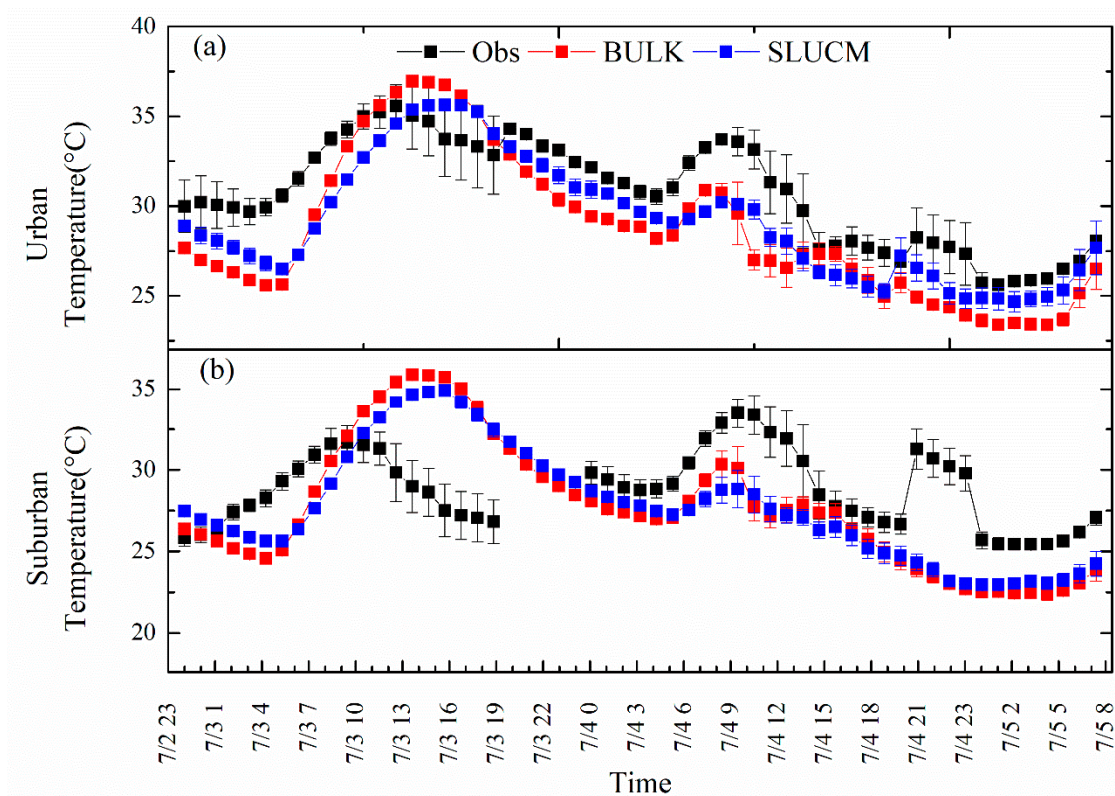 (a)
Obs
BULK
SLUCM
40
35
30
25
Urban
Temperature(°C)
(b)
35
30
25
20
Suburban
Temperature(°C)
7/2 23
7/3 1
7/3 4
7/3 7
7/3 10
7/3 13
7/3 16
7/3 19
7/3 22
7/4 0
7/4 6
7/4 9
7/4 12
7/4 15
7/4 18
7/4 21
7/4 23
7/5 2
7/5 5
7/5 8
Time